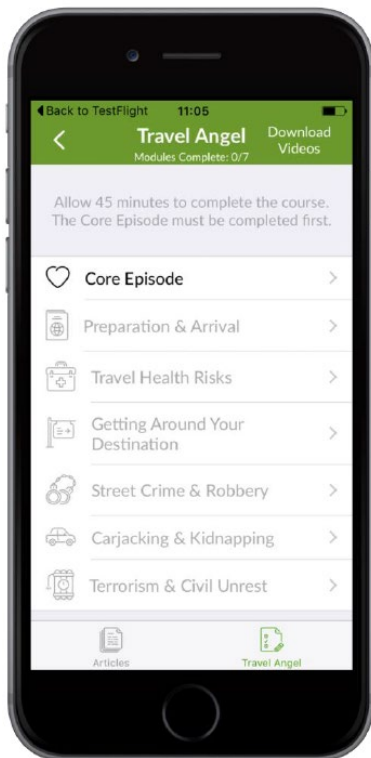 Back to TestFlight 11:05
Travel Angel
Modules Complete: 0/7
Download
Videos
Allow 45 minutes to complete the course.
The Core Episode must be completed first.
Core Episode
Preparation & Arrival
Travel Health Risks
Getting Around Your
Destination
Street Crime & Robbery
Carjacking & Kidnapping
Terrorism & Civil Unrest
Articles
Travel Angel